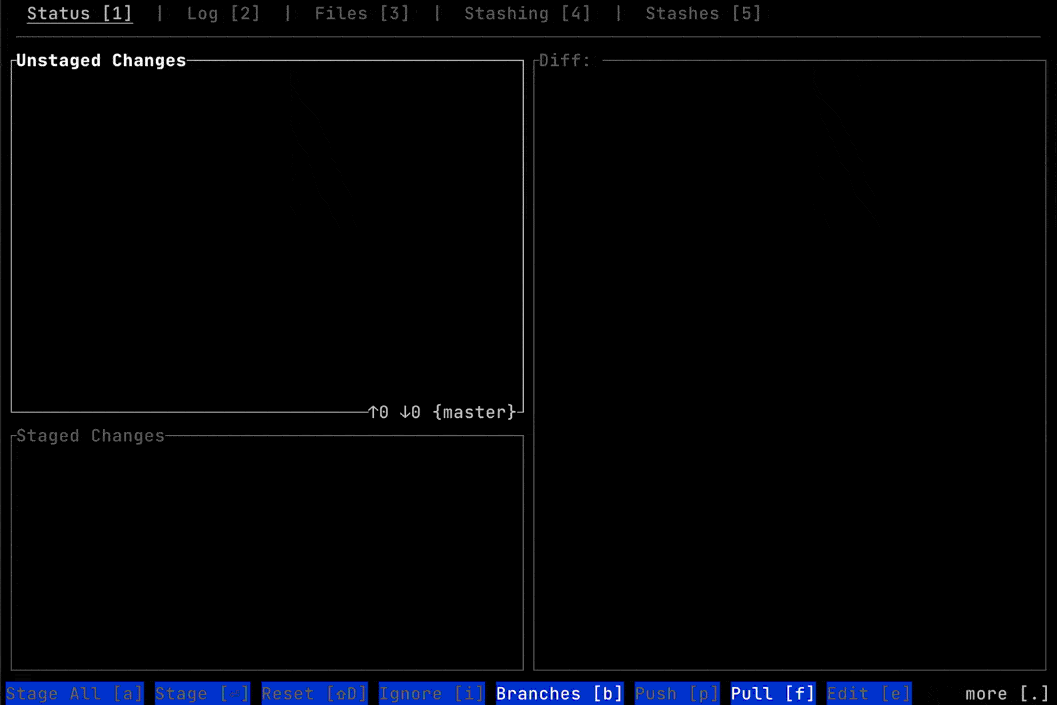 Status [1] | Log [2] | Files [3] | Stashing [4] | Stashes [5]
Unstaged Changes
↑0 ↓0 {master}
Staged Changes
Diff:
Stage All [a] Stage [⏎] Reset [⇧D] Ignore [i] Branches [b] Push [p] Pull [f] Edit [e] more [.]